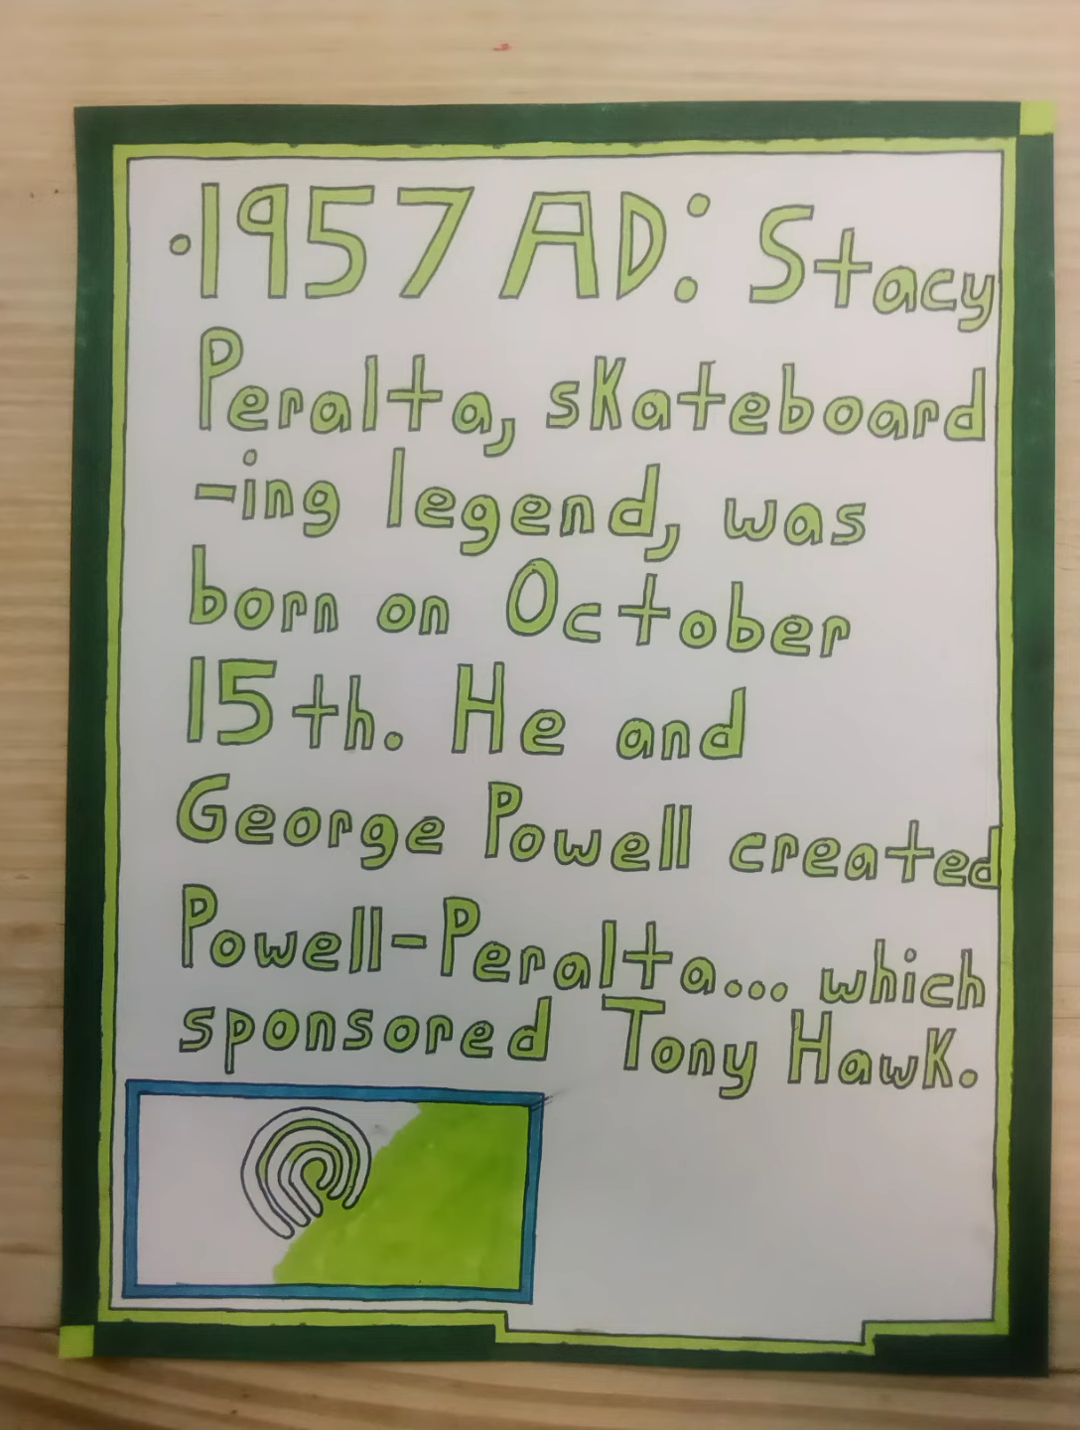 ·1957 AD: Stacy
Peralta, skateboard
-ing legend, was
born on October
15th. He and
George Powell created
Powell-Peralta... which
sponsored Tony Hawk.